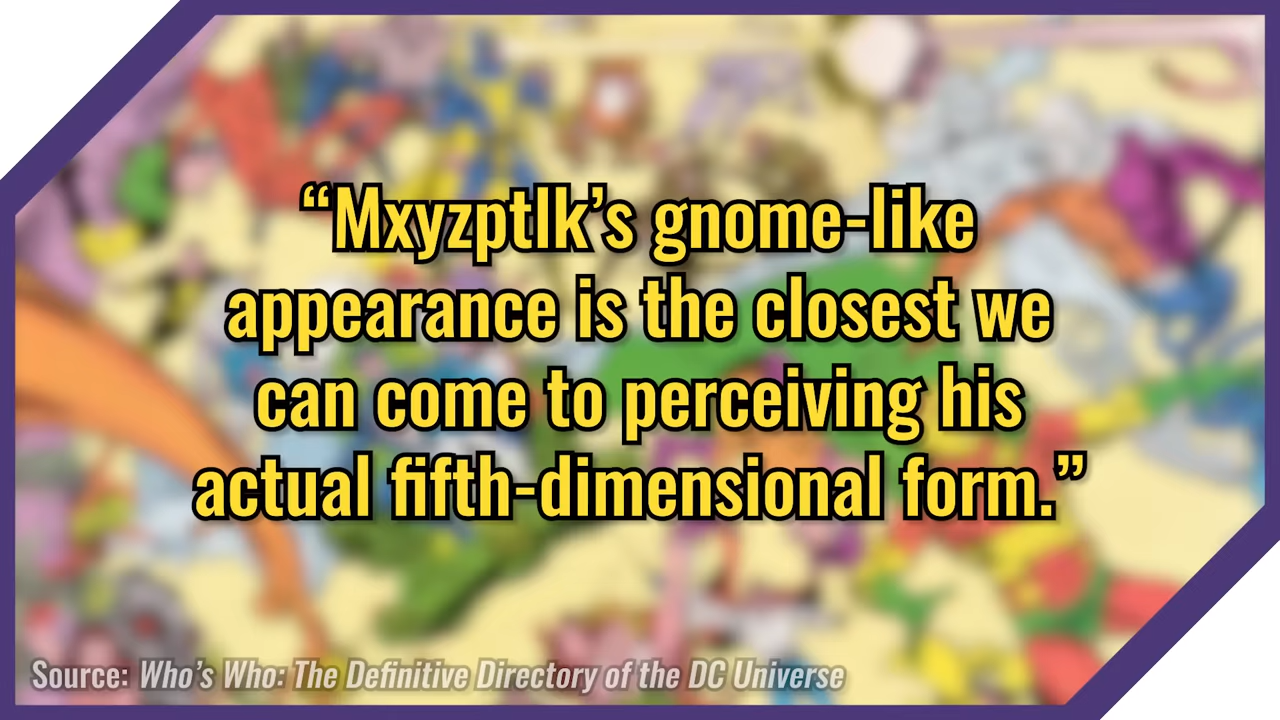 “Mxyzptlk’s gnome-like
appearance is the closest we
can come to perceiving his
actual fifth-dimensional form.”
Source: Who’s Who: The Definitive Directory of the DC Universe